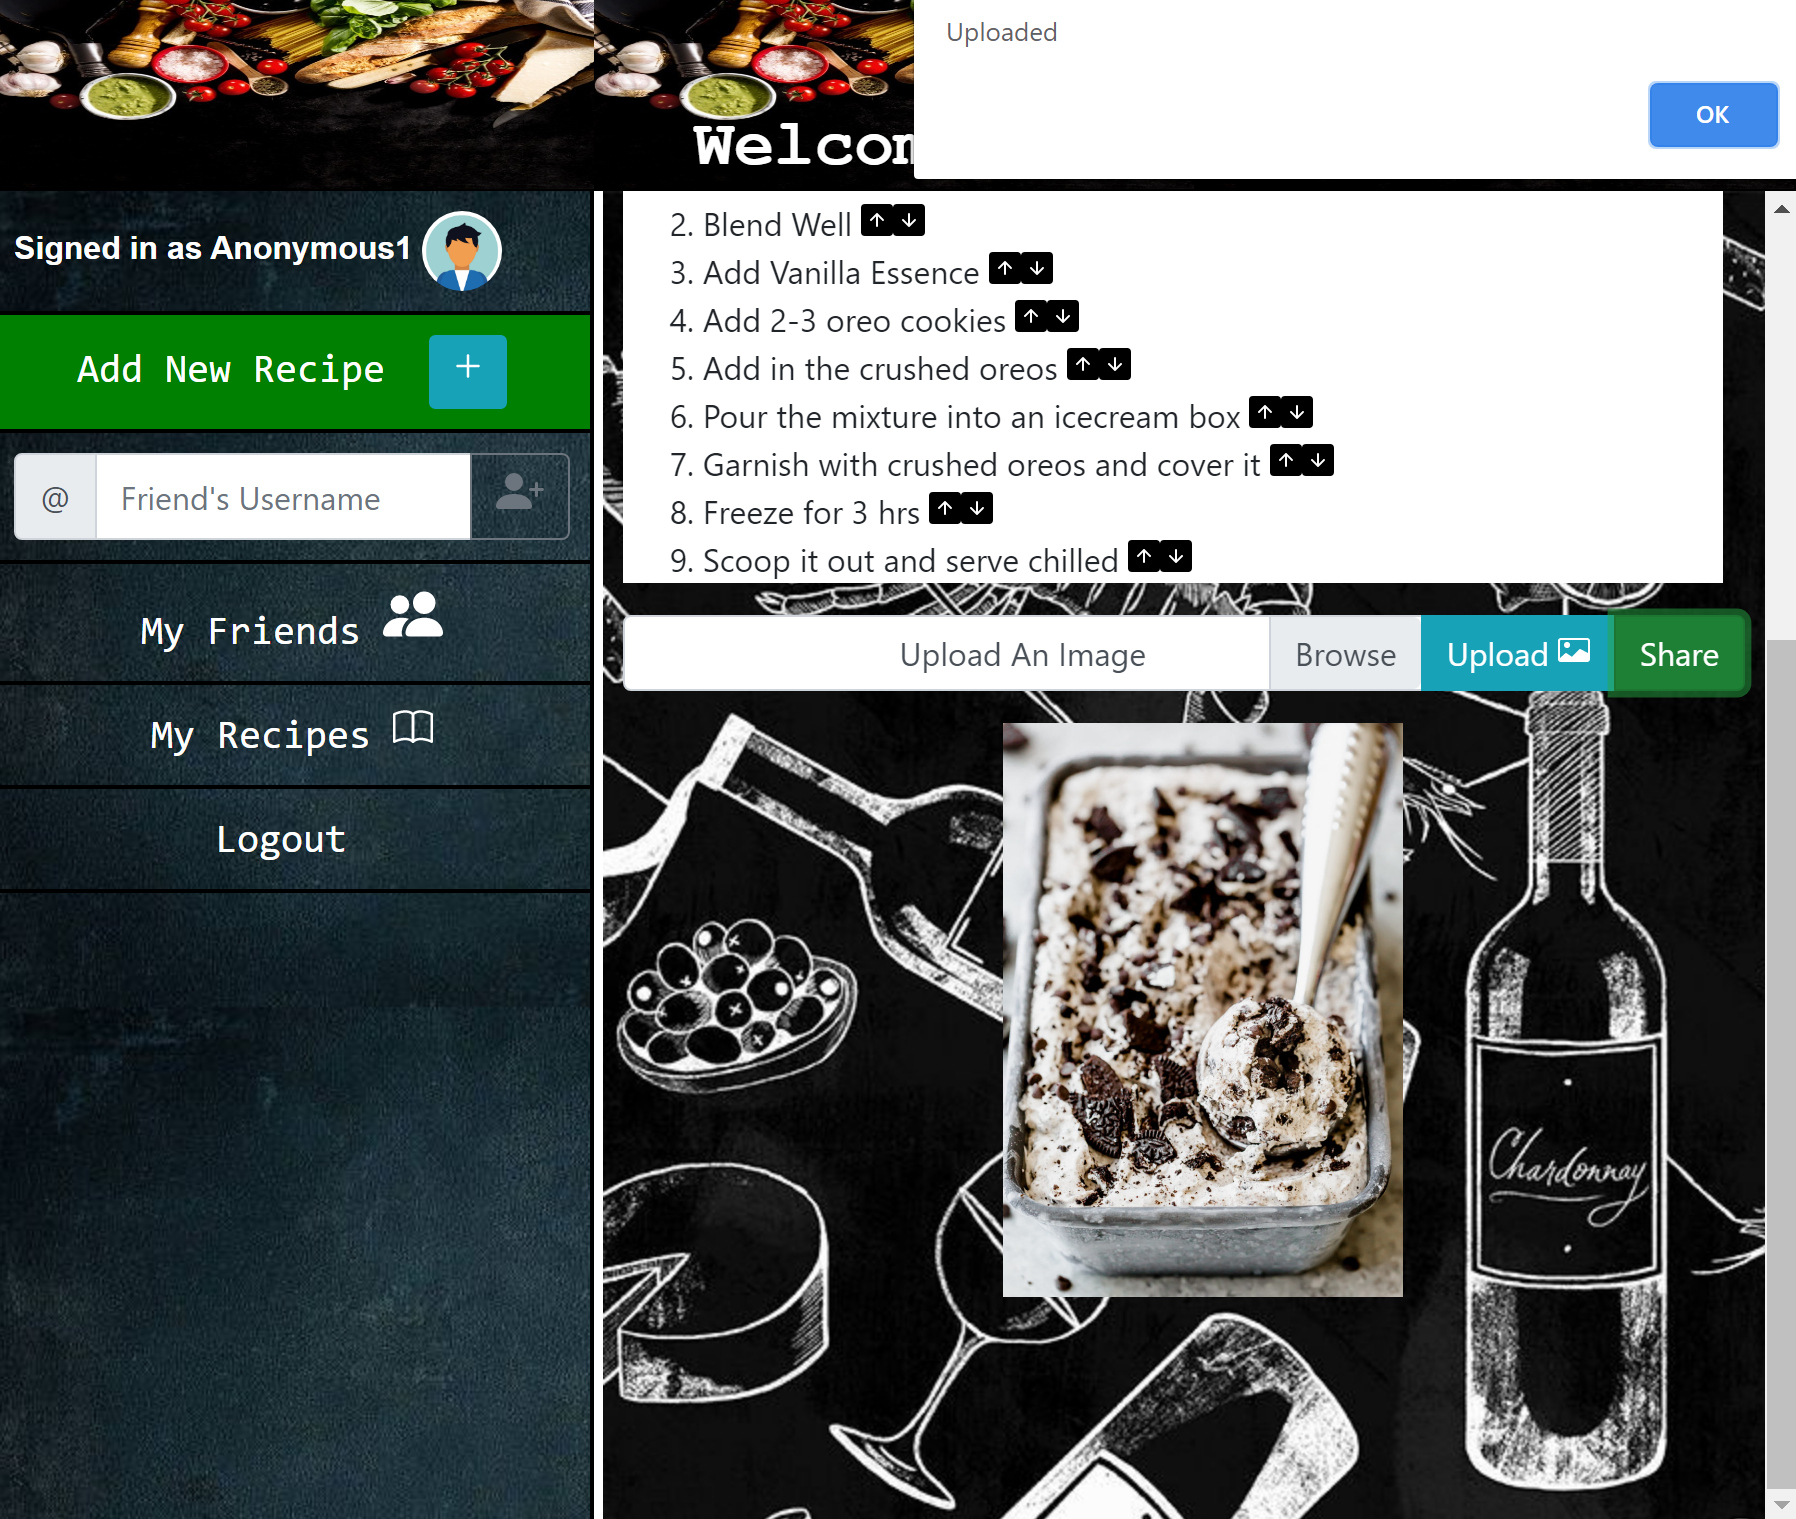 Uploaded
OK
Welcom
Signed in as Anonymous1
Add New Recipe +
@ Friend's Username
My Friends
My Recipes
Logout
2. Blend Well
3. Add Vanilla Essence
4. Add 2-3 oreo cookies
5. Add in the crushed oreos
6. Pour the mixture into an icecream box
7. Garnish with crushed oreos and cover it
8. Freeze for 3 hrs
9. Scoop it out and serve chilled
Upload An Image Browse Upload Share
Chardonnay